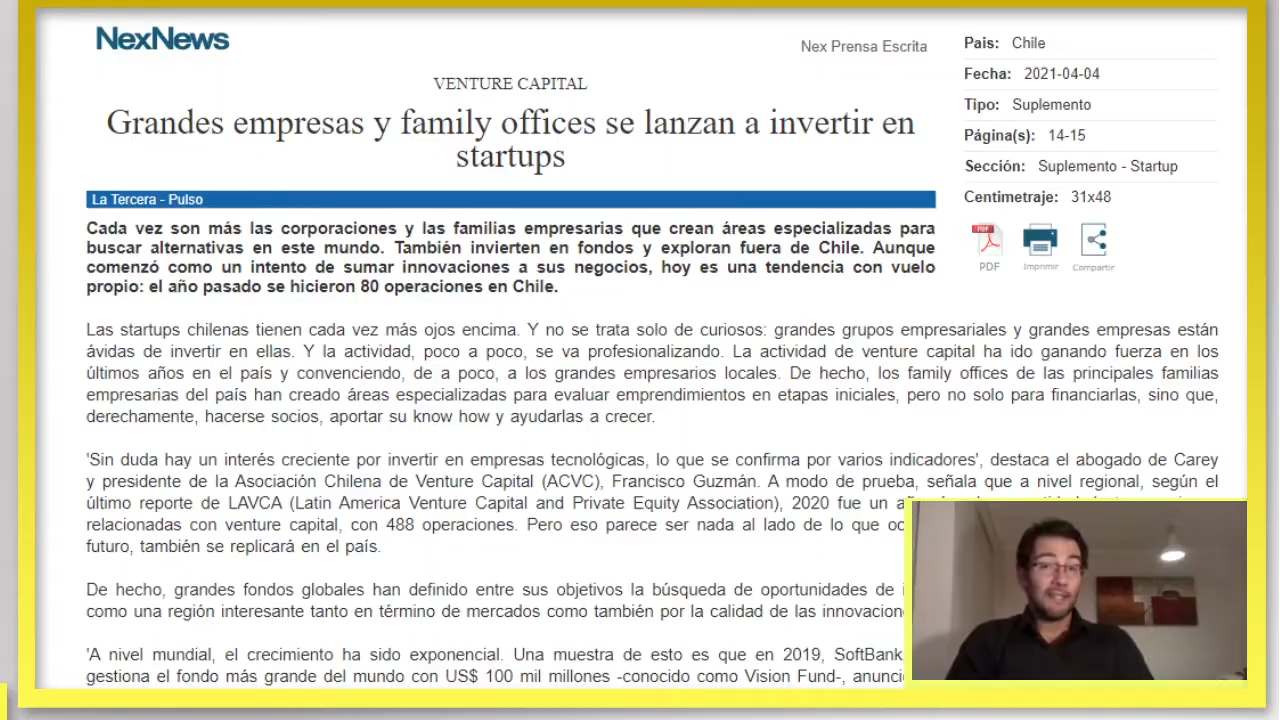 NexNews
Nex Prensa Escrita
VENTURE CAPITAL
Grandes empresas y family offices se lanzan a invertir en
startups
La Tercera - Pulso
Cada vez son más las corporaciones y las familias empresarias que crean áreas especializadas para
buscar alternativas en este mundo. También invierten en fondos y exploran fuera de Chile. Aunque
comenzó como un intento de sumar innovaciones a sus negocios, hoy es una tendencia con vuelo
propio: el año pasado se hicieron 80 operaciones en Chile.
País: Chile
Fecha: 2021-04-04
Tipo: Suplemento
Página(s): 14-15
Sección: Suplemento - Startup
Centimetraje: 31x48
PDF
PDF Imprimir Compartir
Las startups chilenas tienen cada vez más ojos encima. Y no se trata solo de curiosos: grandes grupos empresariales y grandes empresas están
ávidas de invertir en ellas. Y la actividad, poco a poco, se va profesionalizando. La actividad de venture capital ha ido ganando fuerza en los
últimos años en el país y convenciendo, de a poco, a los grandes empresarios locales. De hecho, los family offices de las principales familias
empresarias del país han creado áreas especializadas para evaluar emprendimientos en etapas iniciales, pero no solo para financiarlas, sino que,
derechamente, hacerse socios, aportar su know how y ayudarlas a crecer.
'Sin duda hay un interés creciente por invertir en empresas tecnológicas, lo que se confirma por varios indicadores', destaca el abogado de Carey
y presidente de la Asociación Chilena de Venture Capital (ACVC), Francisco Guzmán. A modo de prueba, señala que a nivel regional, según el
último reporte de LAVCA (Latin America Venture Capital and Private Equity Association), 2020 fue un
relacionadas con venture capital, con 488 operaciones. Pero eso parece ser nada al lado de lo que
futuro, también se replicará en el país.
De hecho, grandes fondos globales han definido entre sus objetivos la búsqueda de oportunidades de
como una región interesante tanto en término de mercados como también por la calidad de las
'A nivel mundial, el crecimiento ha sido exponencial. Una muestra de esto es que en 2019, SoftBank
gestiona el fondo más grande del mundo con US$ 100 mil millones -conocido como Vision Fund-,